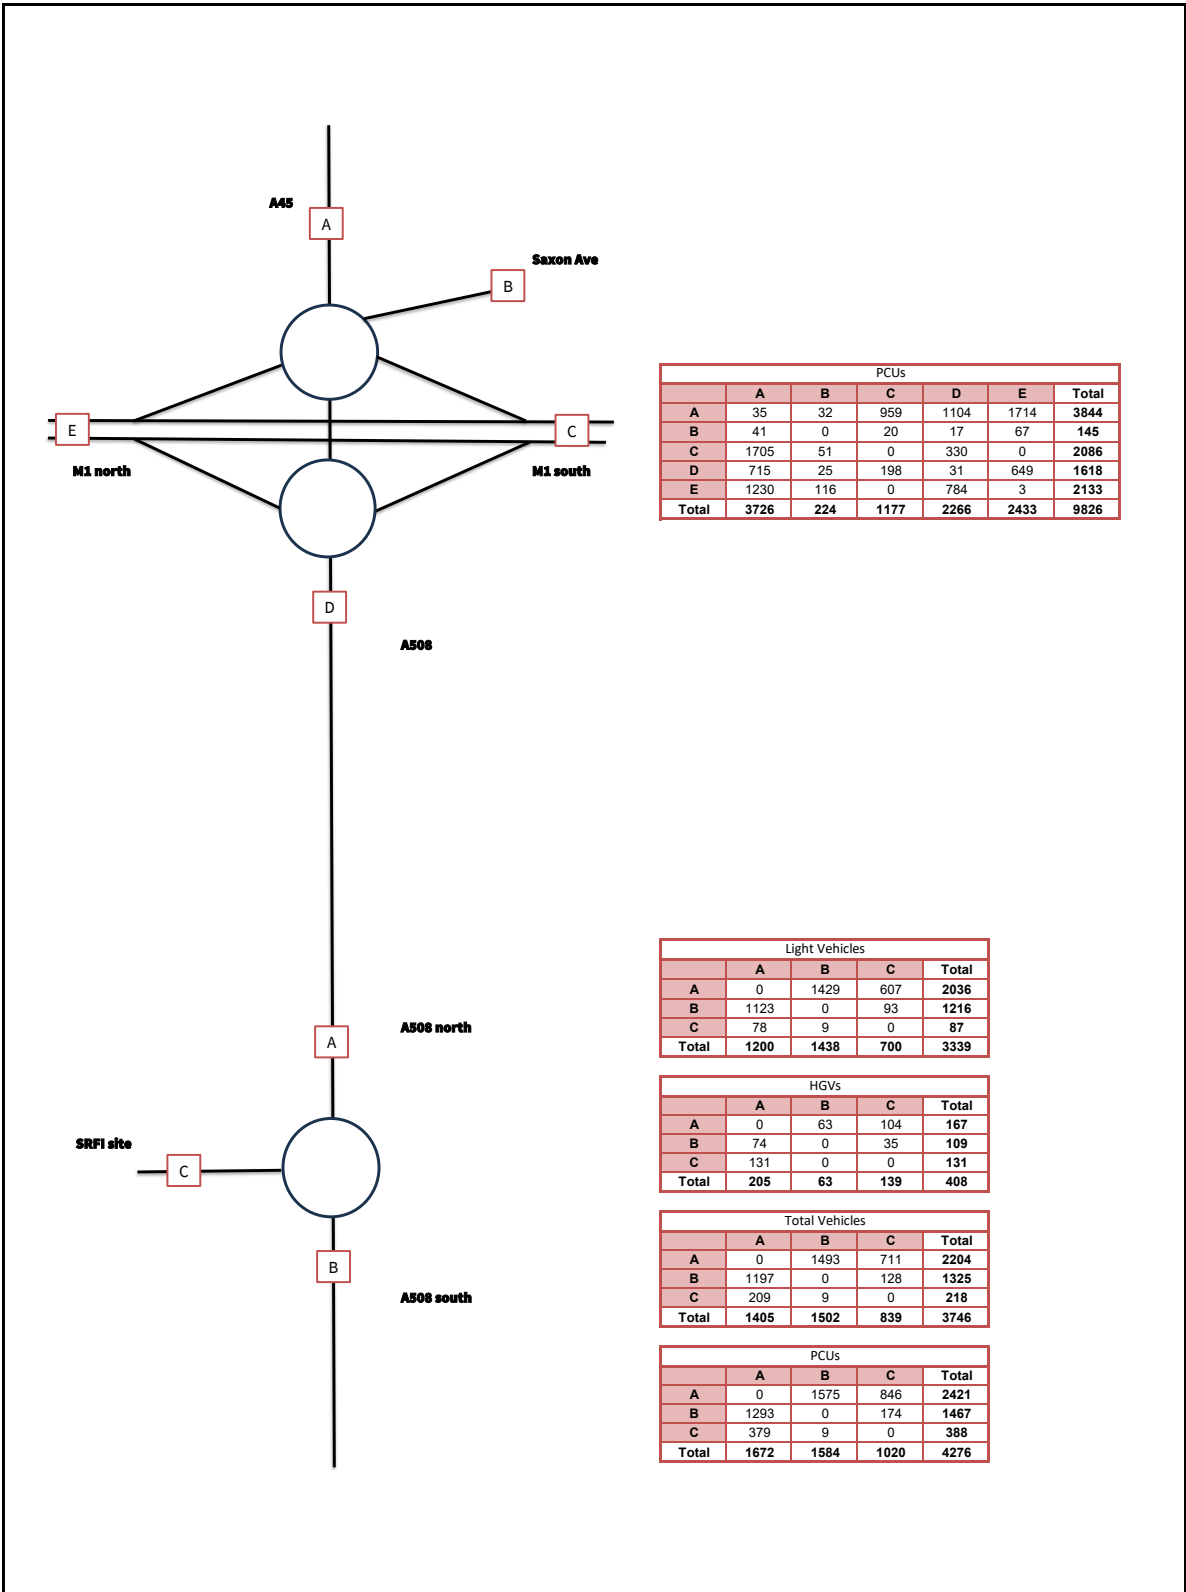 A45
A
Saxon Ave
B
E
C
M1 north
M1 south
D
A508
PCUs
A B C D E Total
A 35 32 959 1104 1714 3844
B 41 0 20 17 67 145
C 1705 51 0 330 0 2086
D 715 25 198 31 649 1618
E 1230 116 0 784 3 2133
Total 3726 224 1177 2266 2433 9826
A508 north
A
SRFI site
C
B
A508 south
Light Vehicles
A B C Total
A 0 1429 607 2036
B 1123 0 93 1216
C 78 9 0 87
Total 1200 1438 700 3339
HGVs
A B C Total
A 0 63 104 167
B 74 0 35 109
C 131 0 0 131
Total 205 63 139 408
Total Vehicles
A B C Total
A 0 1493 711 2204
B 1197 0 128 1325
C 209 9 0 218
Total 1405 1502 839 3746
PCUs
A B C Total
A 0 1575 846 2421
B 1293 0 174 1467
C 379 9 0 388
Total 1672 1584 1020 4276